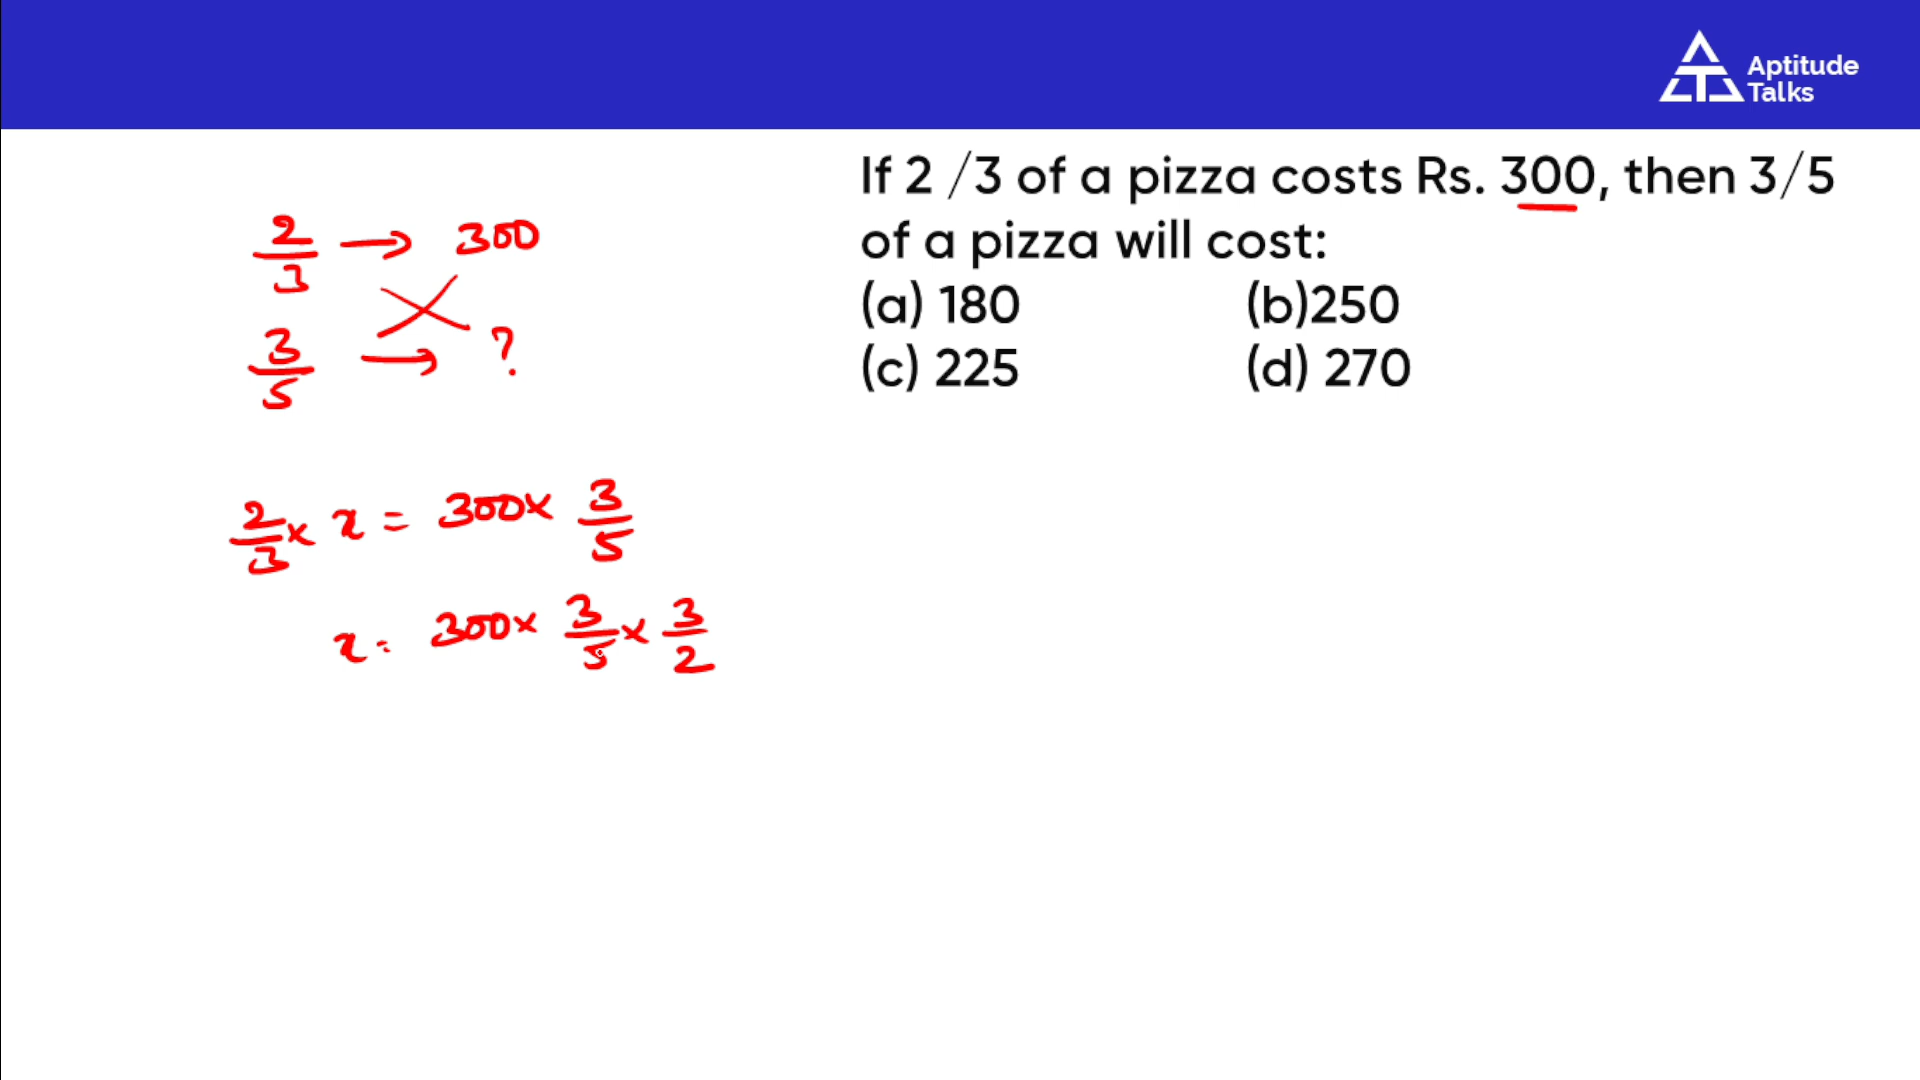 Aptitude
Talks
If 2 /3 of a pizza costs Rs. 300, then 3/5
of a pizza will cost:
(a) 180 (b)250
(c) 225 (d) 270
2/3 → 300
3/5 → ?
2/3 × x = 300 × 3/5
x = 300 × 3/5 × 3/2